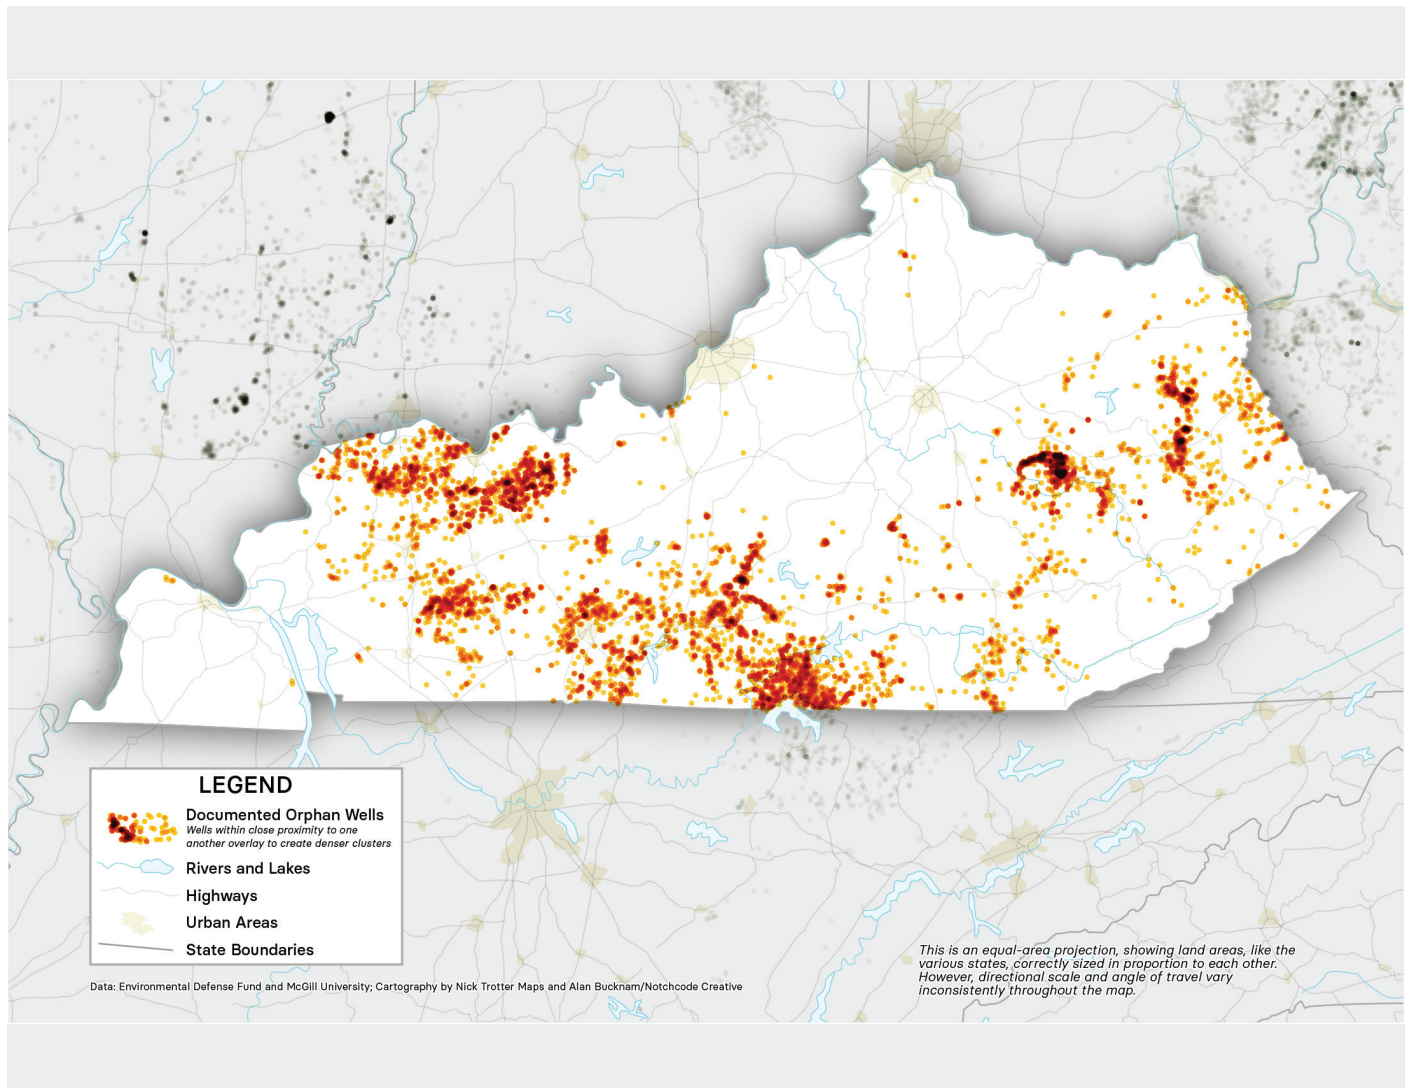 LEGEND
Documented Orphan Wells
Wells within close proximity to one
another overlay to create denser clusters
Rivers and Lakes
Highways
Urban Areas
State Boundaries
Data: Environmental Defense Fund and McGill University; Cartography by Nick Trotter Maps and Alan Bucknam/Notchcode Creative
This is an equal-area projection, showing land areas, like the
various states, correctly sized in proportion to each other.
However, directional scale and angle of travel vary
inconsistently throughout the map.